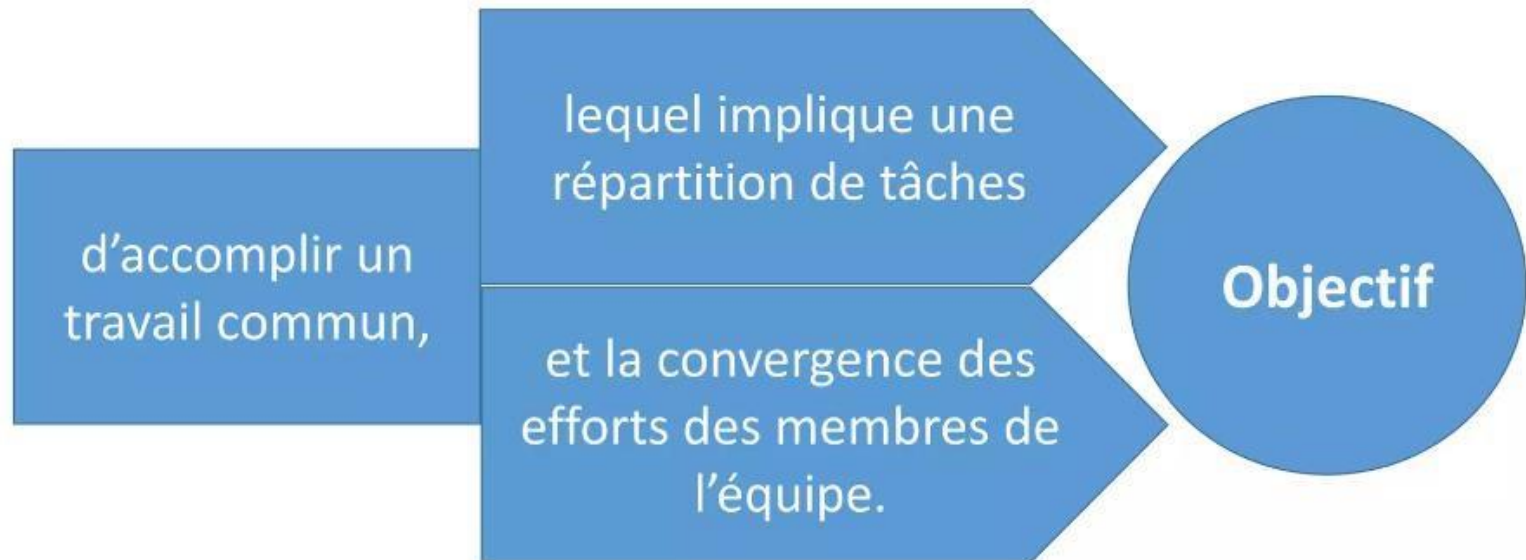 d'accomplir un
travail commun,
lequel implique une
répartition de tâches
et la convergence des
efforts des membres de
l'équipe.
Objectif